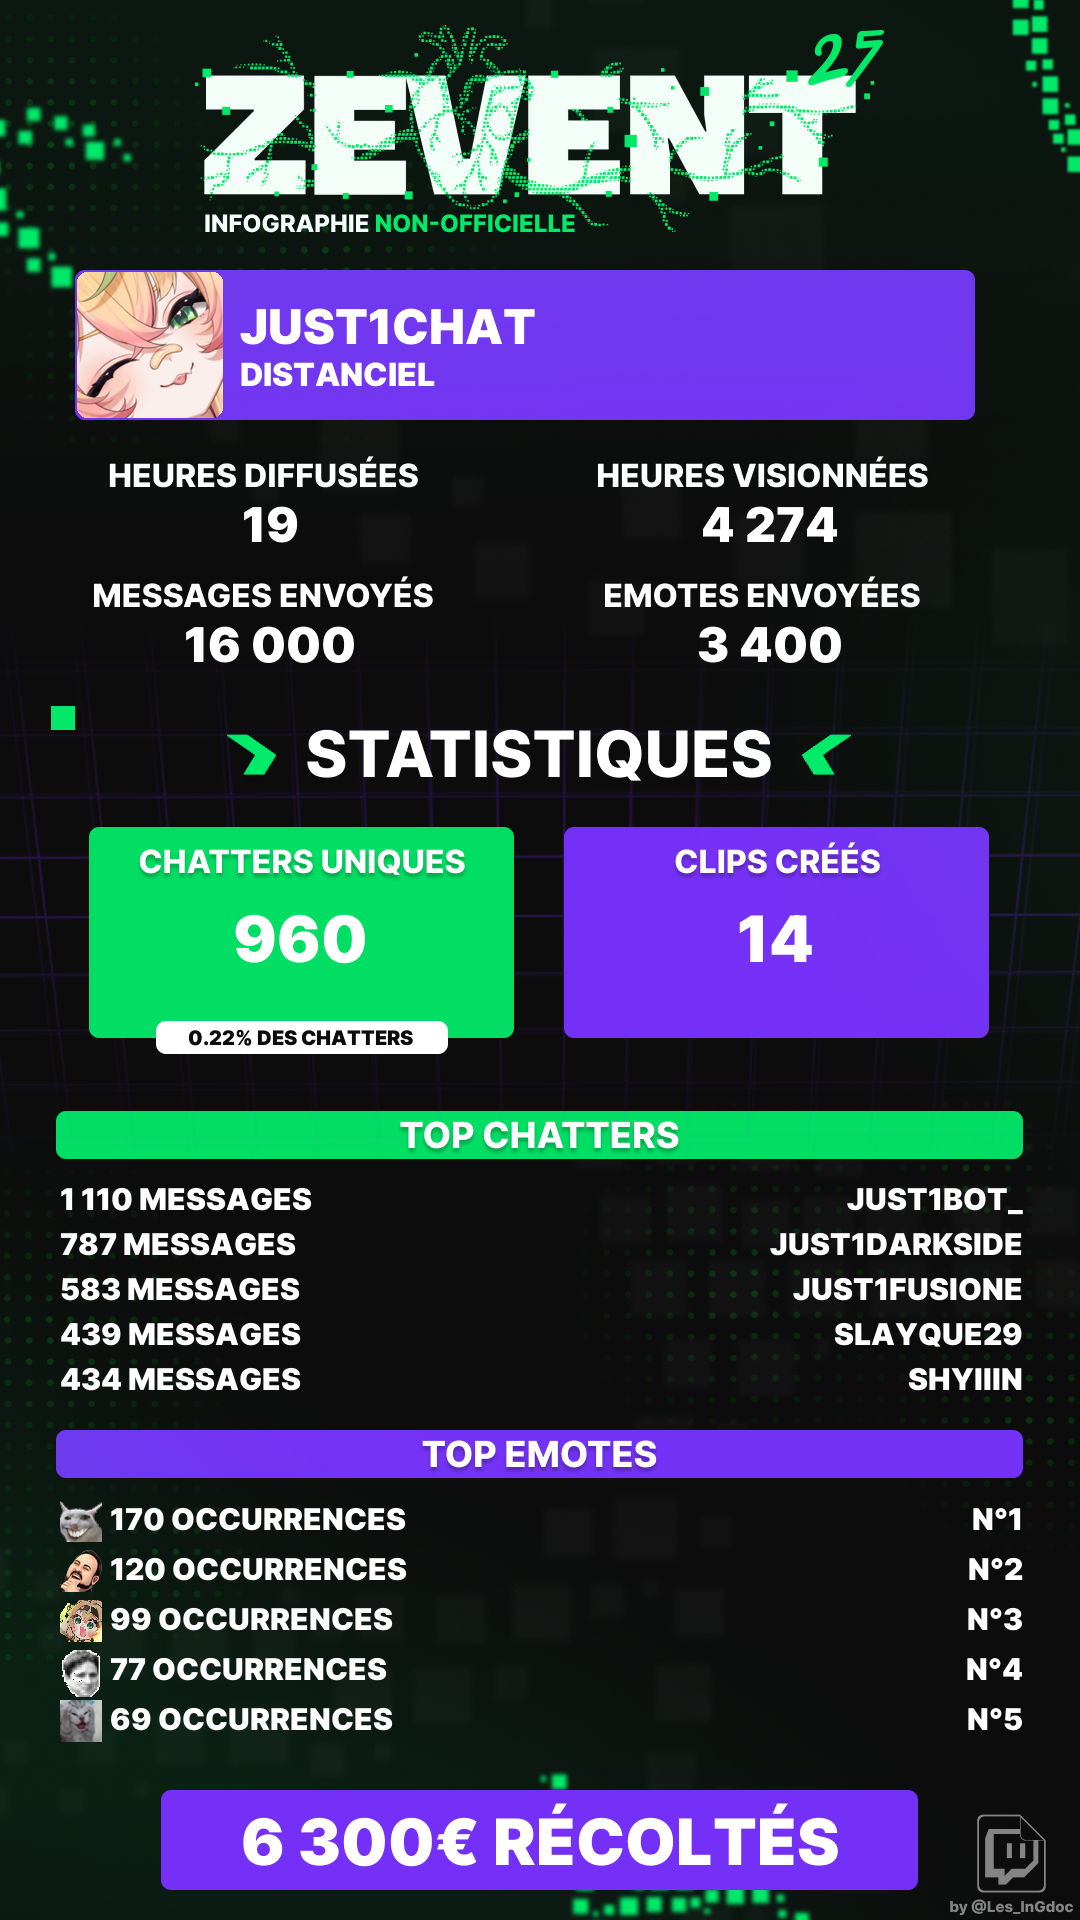 ZEVENT 25
INFOGRAPHIE NON-OFFICIELLE
JUST1CHAT
DISTANCIEL
HEURES DIFFUSÉES
19
HEURES VISIONNÉES
4 274
MESSAGES ENVOYÉS
16 000
EMOTES ENVOYÉES
3 400
STATISTIQUES
CHATTERS UNIQUES
960
0.22% DES CHATTERS
CLIPS CRÉÉS
14
TOP CHATTERS
1 110 MESSAGES JUST1BOT_
787 MESSAGES JUST1DARKSIDE
583 MESSAGES JUST1FUSIONE
439 MESSAGES SLAYQUE29
434 MESSAGES SHYIIIN
TOP EMOTES
170 OCCURRENCES N°1
120 OCCURRENCES N°2
99 OCCURRENCES N°3
77 OCCURRENCES N°4
69 OCCURRENCES N°5
6 300€ RÉCOLTÉS
by @Les_InGdoc